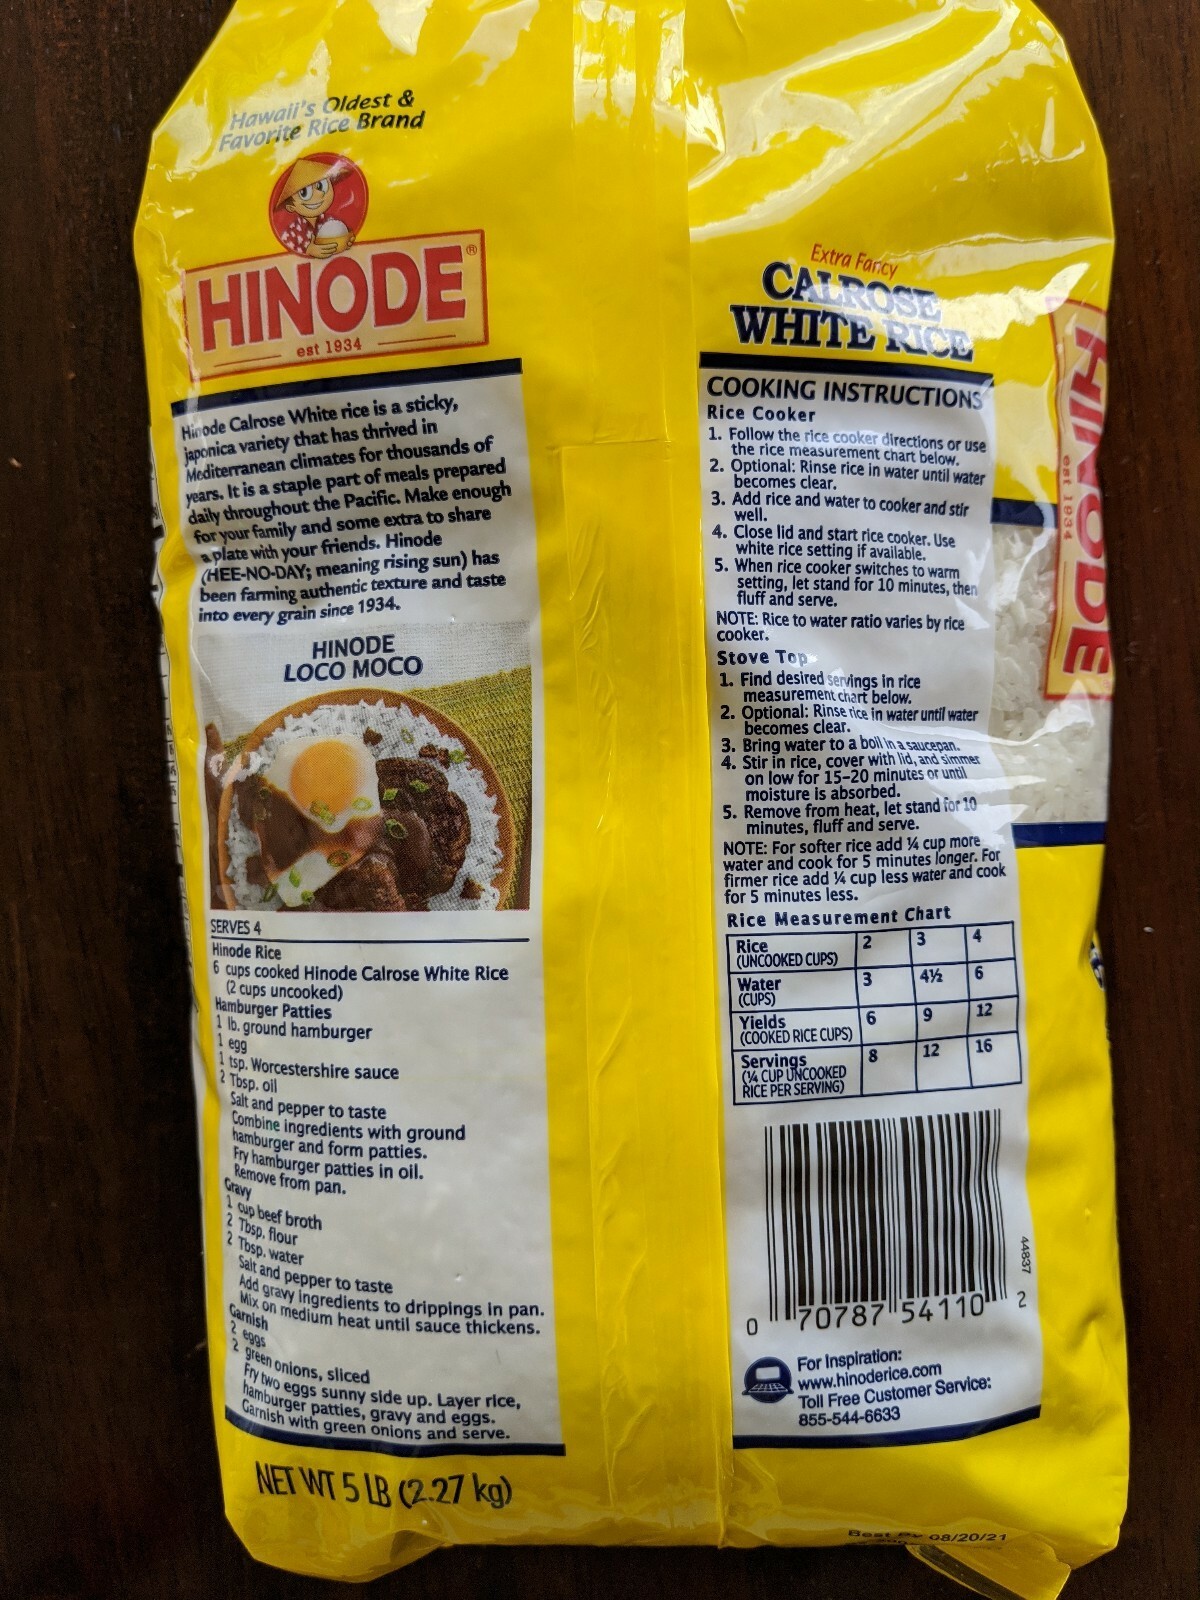 Hawaii's Oldest &
Favorite Rice Brand
HINODE®
est 1934
Hinode Calrose White rice is a sticky,
japonica variety that has thrived in
Mediterranean climates for thousands of
years. It is a staple part of meals prepared
daily throughout the Pacific. Make enough
for your family and some extra to share
a plate with your friends. Hinode
(HEE-NO-DAY; meaning rising sun) has
been farming authentic texture and taste
into every grain since 1934.
HINODE
LOCO MOCO
SERVES 4
Hinode Rice
6 cups cooked Hinode Calrose White Rice
(2 cups uncooked)
Hamburger Patties
1 lb. ground hamburger
1 egg
1 tsp. Worcestershire sauce
2 Tbsp. oil
Salt and pepper to taste
Combine ingredients with ground
hamburger and form patties.
Fry hamburger patties in oil.
Remove from pan.
Gravy
1 cup beef broth
2 Tbsp. flour
2 Tbsp. water
Salt and pepper to taste
Add gravy ingredients to drippings in pan.
Mix on medium heat until sauce thickens.
Garnish
2 eggs
2 green onions, sliced
Fry two eggs sunny side up. Layer rice,
hamburger patties, gravy and eggs.
Garnish with green onions and serve.
NET WT 5 LB (2.27 kg)
Extra Fancy
CALROSE
WHITE RICE
COOKING INSTRUCTIONS
Rice Cooker
1. Follow the rice cooker directions or use
the rice measurement chart below.
2. Optional: Rinse rice in water until water
becomes clear.
3. Add rice and water to cooker and stir
well.
4. Close lid and start rice cooker. Use
white rice setting if available.
5. When rice cooker switches to warm
setting, let stand for 10 minutes, then
fluff and serve.
NOTE: Rice to water ratio varies by rice
cooker.
Stove Top
1. Find desired servings in rice
measurement chart below.
2. Optional: Rinse rice in water until water
becomes clear.
3. Bring water to a boil in a saucepan.
4. Stir in rice, cover with lid, and simmer
on low for 15-20 minutes or until
moisture is absorbed.
5. Remove from heat, let stand for 10
minutes, fluff and serve.
NOTE: For softer rice add ¼ cup more
water and cook for 5 minutes longer. For
firmer rice add ¼ cup less water and cook
for 5 minutes less.
Rice Measurement Chart
Rice 2 3 4
(UNCOOKED CUPS)
Water 3 4½ 6
(CUPS)
Yields 6 9 12
(COOKED RICE CUPS)
Servings 8 12 16
(¼ CUP UNCOOKED
RICE PER SERVING)
44837
0 70787 54110 2
For Inspiration:
www.hinoderice.com
Toll Free Customer Service:
855-544-6633
Best By 08/20/21
HINODE
est 1934